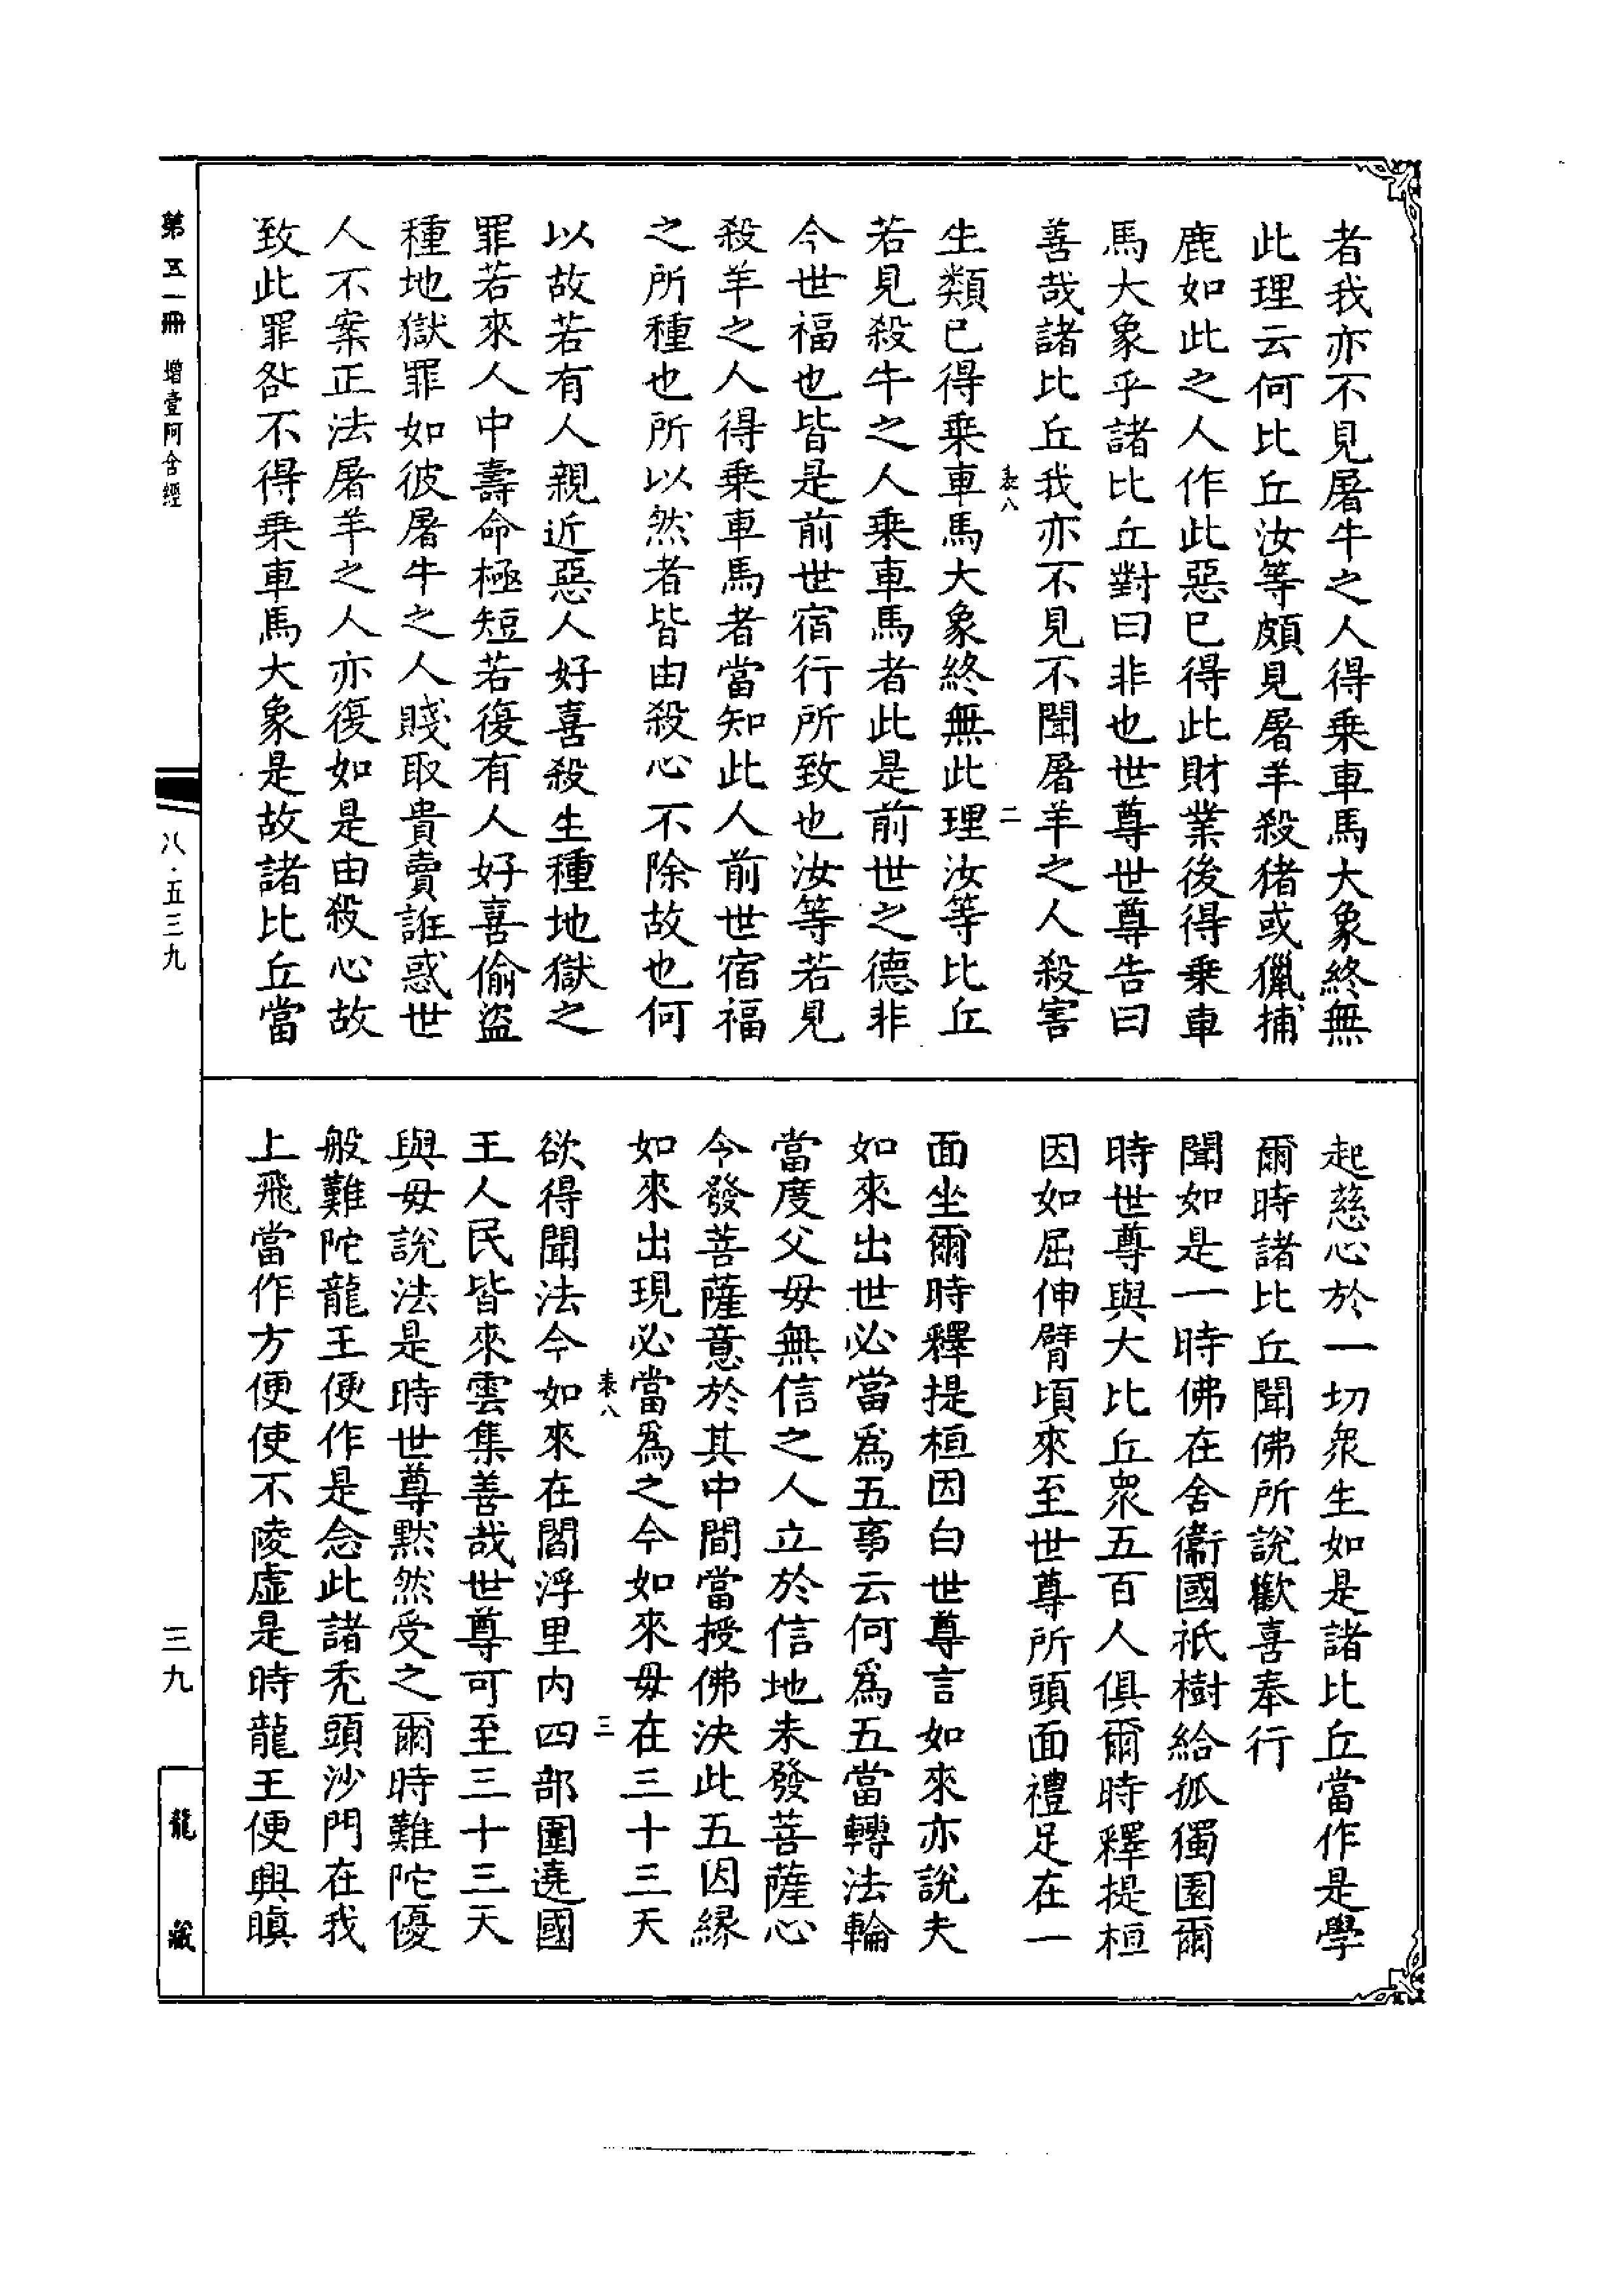 者我亦不見屠牛之人得乗車馬大象終無
此理云何比丘汝等頗見屠羊殺猪或獵捕
鹿如此之人作此惡已得此財業後得乗車
馬大象乎諸比丘對曰非也世尊世尊告曰
善哉諸比丘我亦不見不聞屠羊之人殺害
生類已得乗車馬大象終無此理汝等比丘
若見殺牛之人乗車馬者此是前世之德非
今世福也皆是前世宿行所致也汝等若見
殺羊之人得乗車馬者當知此人前世宿福
之所種也所以然者皆由殺心不除故也何
以故若有人親近惡人好喜殺生種地獄之
罪若來人中壽命極短若復有人好喜偷盜
種地獄罪如彼屠牛之人賤取貴賣誑惑世
人不案正法屠羊之人亦復如是由殺心故
致此罪咎不得乗車馬大象是故諸比丘當
表八
二
起慈心於一切衆生如是諸比丘當作是學
爾時諸比丘聞佛所說歡喜奉行
聞如是一時佛在舍衞國祇樹給孤獨園爾
時世尊與大比丘衆五百人俱爾時釋提桓
因如屈伸臂頃來至世尊所頭面禮足在一
面坐爾時釋提桓因白世尊言如來亦說夫
如來出世必當爲五事云何爲五當轉法輪
當度父毋無信之人立於信地未發菩薩心
令發菩薩意於其中間當授佛決此五因緣
如來出現必當爲之今如來毋在三十三天
欲得聞法今如來在閻浮里内四部圍遶國
王人民皆來雲集善哉世尊可至三十三天
與毋說法是時世尊默然受之爾時難陀優
般難陀龍王便作是念此諸禿頭沙門在我
上飛當作方便使不陵虛是時龍王便興瞋
表八
三
第五一冊 增壹阿含經
八·五三九
三九
龍藏